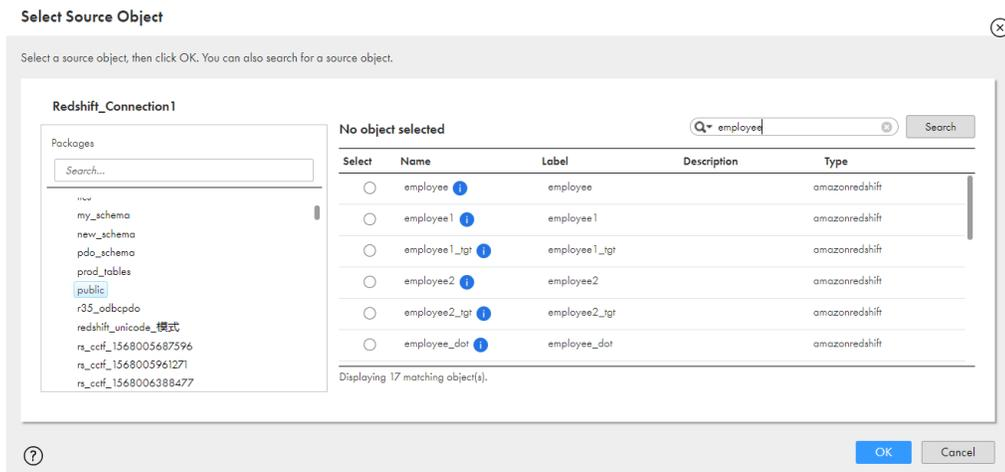 Select Source Object
Select a source object, then click OK. You can also search for a source object.
Redshift_Connection1
Packages
Search...
my_schema
new_schema
pdo_schema
prod_tables
public
r35_odbcpdo
redshift_unicode_模式
rs_cctf_1568005687596
rs_cctf_1568005961271
rs_cctf_1568006388477
No object selected
employee
Search
Select Name Label Description Type
employee employee amazonredshift
employee1 employee1 amazonredshift
employee1_tgt employee1_tgt amazonredshift
employee2 employee2 amazonredshift
employee2_tgt employee2_tgt amazonredshift
employee_dot employee_dot amazonredshift
Displaying 17 matching object(s).
OK Cancel